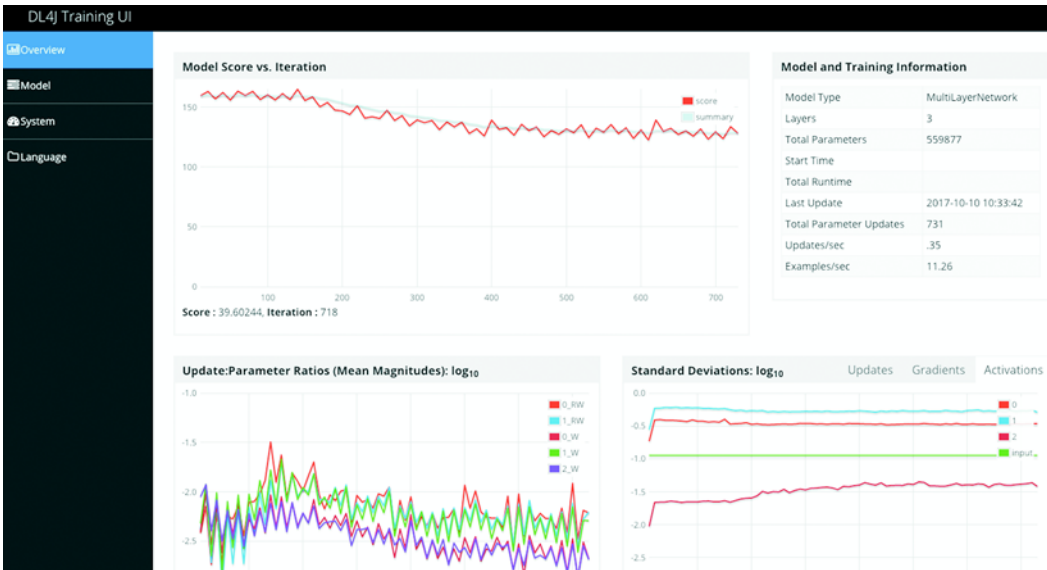 DL4J Training UI
Overview
Model
System
Language
Model Score vs. Iteration
150
100
50
0
100 200 300 400 500 600 700
score
summary
Score : 39.60244, Iteration : 718
Model and Training Information
Model Type MultiLayerNetwork
Layers 3
Total Parameters 559877
Start Time
Total Runtime
Last Update 2017-10-10 10:33:42
Total Parameter Updates 731
Updates/sec .35
Examples/sec 11.26
Update:Parameter Ratios (Mean Magnitudes): log10
-1.0
-1.5
-2.0
-2.5
0_RW
1_RW
0_W
1_W
2_W
Standard Deviations: log10 Updates Gradients Activations
0.0
-0.5
-1.0
-1.5
-2.0
-2.5
0
1
2
input